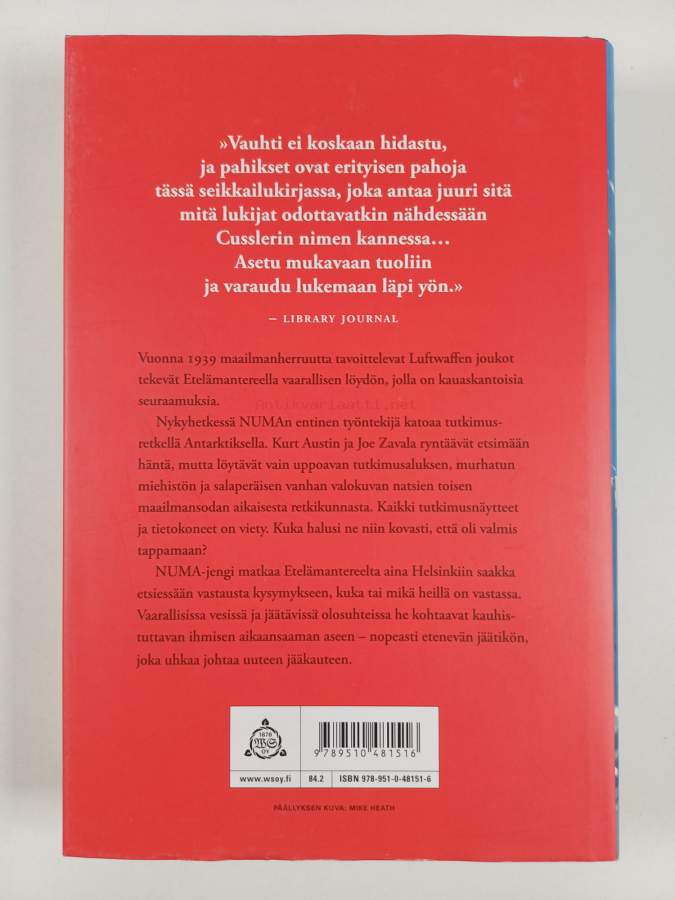 »Vauhti ei koskaan hidastu,
ja pahikset ovat erityisen pahoja
tässä seikkailukirjassa, joka antaa juuri sitä
mitä lukijat odottavatkin nähdessään
Cusslerin nimen kannessa…
Asetu mukavaan tuoliin
ja varaudu lukemaan läpi yön.»
– LIBRARY JOURNAL
Vuonna 1939 maailmanherruutta tavoittelevat Luftwaffen joukot
tekevät Etelämantereella vaarallisen löydön, jolla on kauaskantoisia
seuraamuksia.
Antikvariaatti.net
Nykyhetkessä NUMAn entinen työntekijä katoaa tutkimus-
retkellä Antarktiksella. Kurt Austin ja Joe Zavala ryntäävät etsimään
häntä, mutta löytävät vain uppoavan tutkimusaluksen, murhatun
miehistön ja salaperäisen vanhan valokuvan natsien toisen
maailmansodan aikaisesta retkikunnasta. Kaikki tutkimusnäytteet
ja tietokoneet on viety. Kuka halusi ne niin kovasti, että oli valmis
tappamaan?
NUMA-jengi matkaa Etelämantereelta aina Helsinkiin saakka
etsiessään vastausta kysymykseen, kuka tai mikä heillä on vastassa.
Vaarallisissa vesissä ja jäätävissä olosuhteissa he kohtaavat kauhis-
tuttavan ihmisen aikaansaaman aseen – nopeasti etenevän jäätikön,
joka uhkaa johtaa uuteen jääkauteen.
1878
WS
OY
9 789510 481516
www.wsoy.fi
84.2
ISBN 978-951-0-48151-6
PÄÄLLYKSEN KUVA: MIKE HEATH